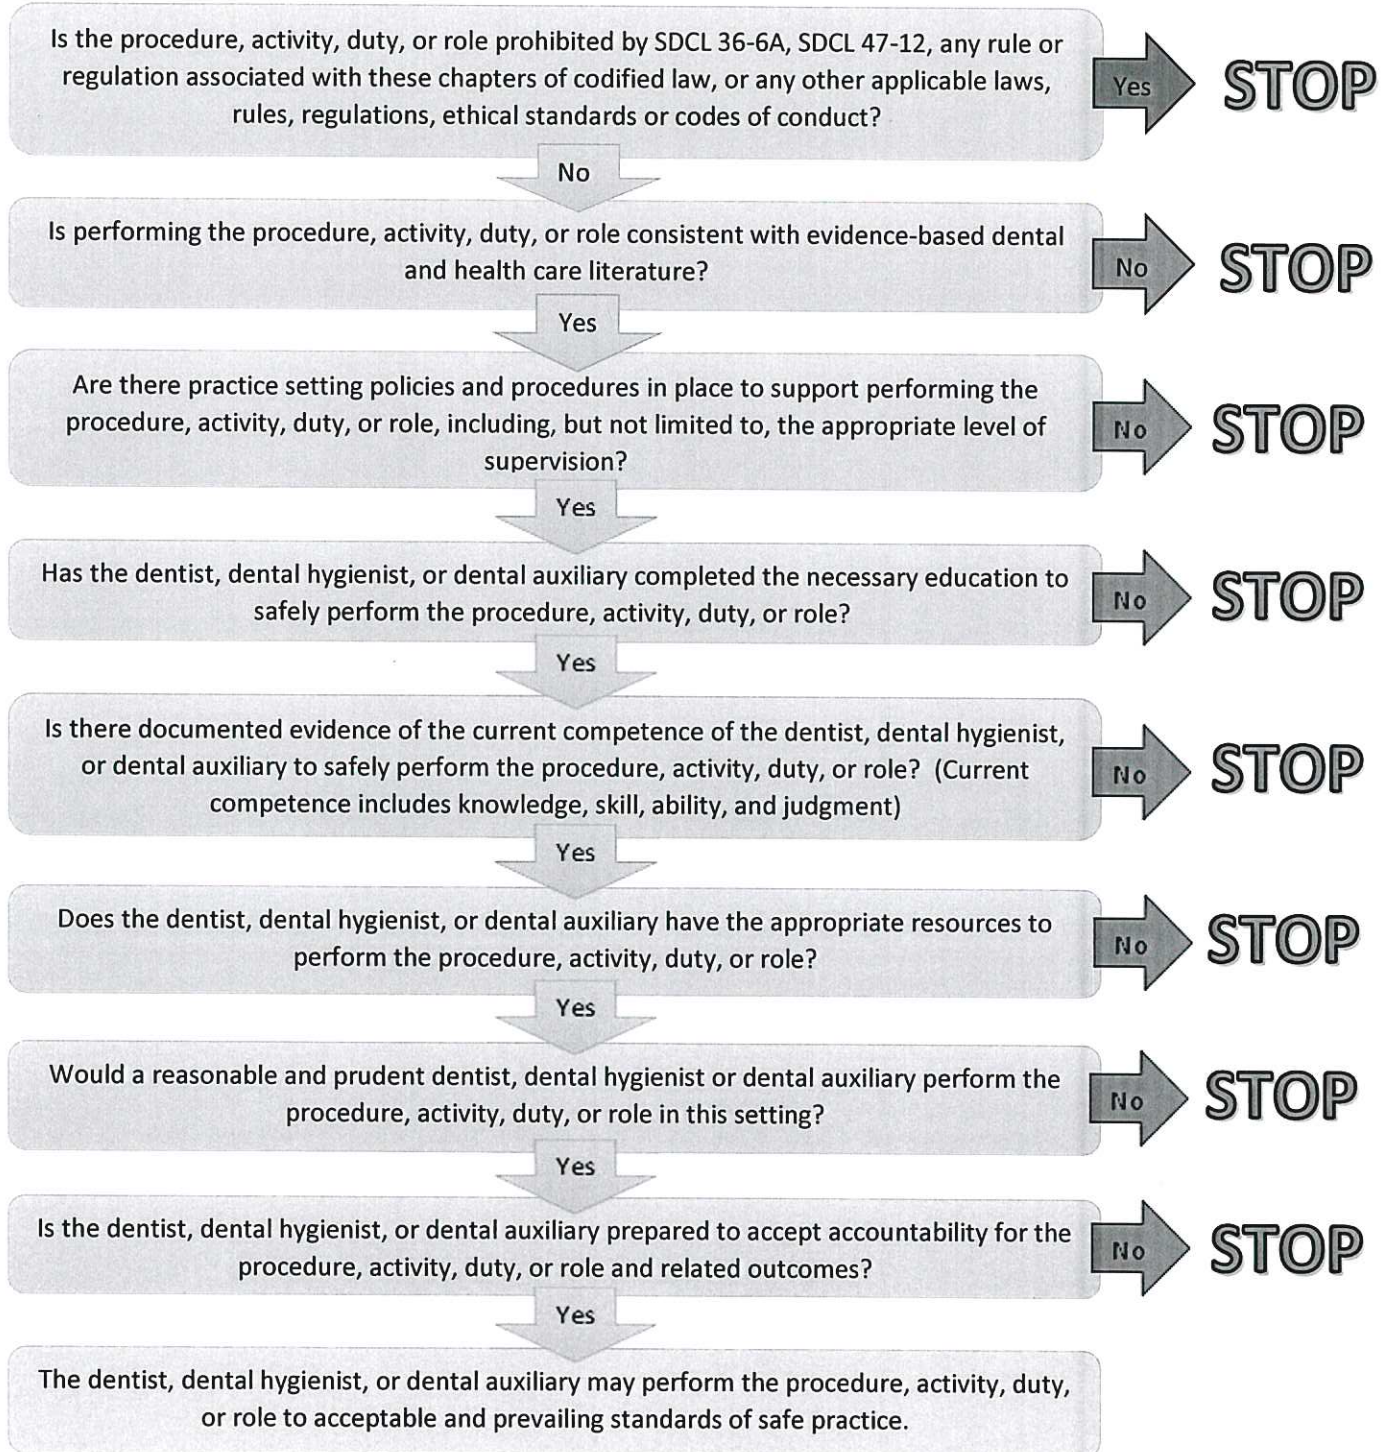 Is the procedure, activity, duty, or role prohibited by SDCL 36-6A, SDCL 47-12, any rule or
regulation associated with these chapters of codified law, or any other applicable laws,
rules, regulations, ethical standards or codes of conduct?
Yes
STOP
No
Is performing the procedure, activity, duty, or role consistent with evidence-based dental
and health care literature?
No
STOP
Yes
Are there practice setting policies and procedures in place to support performing the
procedure, activity, duty, or role, including, but not limited to, the appropriate level of
supervision?
No
STOP
Yes
Has the dentist, dental hygienist, or dental auxiliary completed the necessary education to
safely perform the procedure, activity, duty, or role?
No
STOP
Yes
Is there documented evidence of the current competence of the dentist, dental hygienist,
or dental auxiliary to safely perform the procedure, activity, duty, or role? (Current
competence includes knowledge, skill, ability, and judgment)
No
STOP
Yes
Does the dentist, dental hygienist, or dental auxiliary have the appropriate resources to
perform the procedure, activity, duty, or role?
No
STOP
Yes
Would a reasonable and prudent dentist, dental hygienist or dental auxiliary perform the
procedure, activity, duty, or role in this setting?
No
STOP
Yes
Is the dentist, dental hygienist, or dental auxiliary prepared to accept accountability for the
procedure, activity, duty, or role and related outcomes?
No
STOP
Yes
The dentist, dental hygienist, or dental auxiliary may perform the procedure, activity, duty,
or role to acceptable and prevailing standards of safe practice.